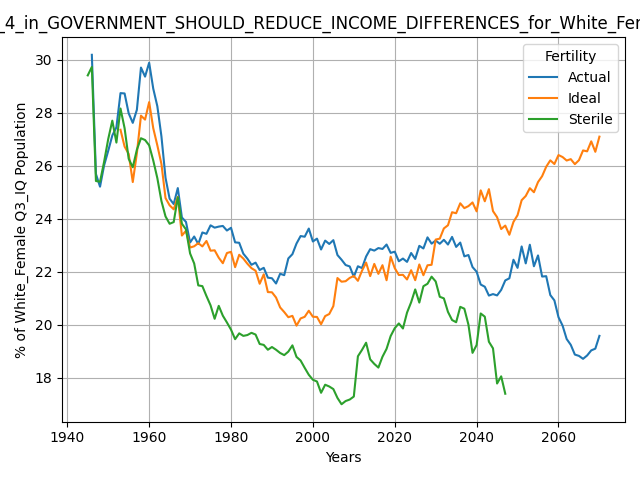 _4_in_GOVERNMENT_SHOULD_REDUCE_INCOME_DIFFERENCES_for_White_Fer
% of White_Female Q3_IQ Population
30
28
26
24
22
20
18
Fertility
Actual
Ideal
Sterile
1940
1960
1980
2000
2020
2040
2060
Years